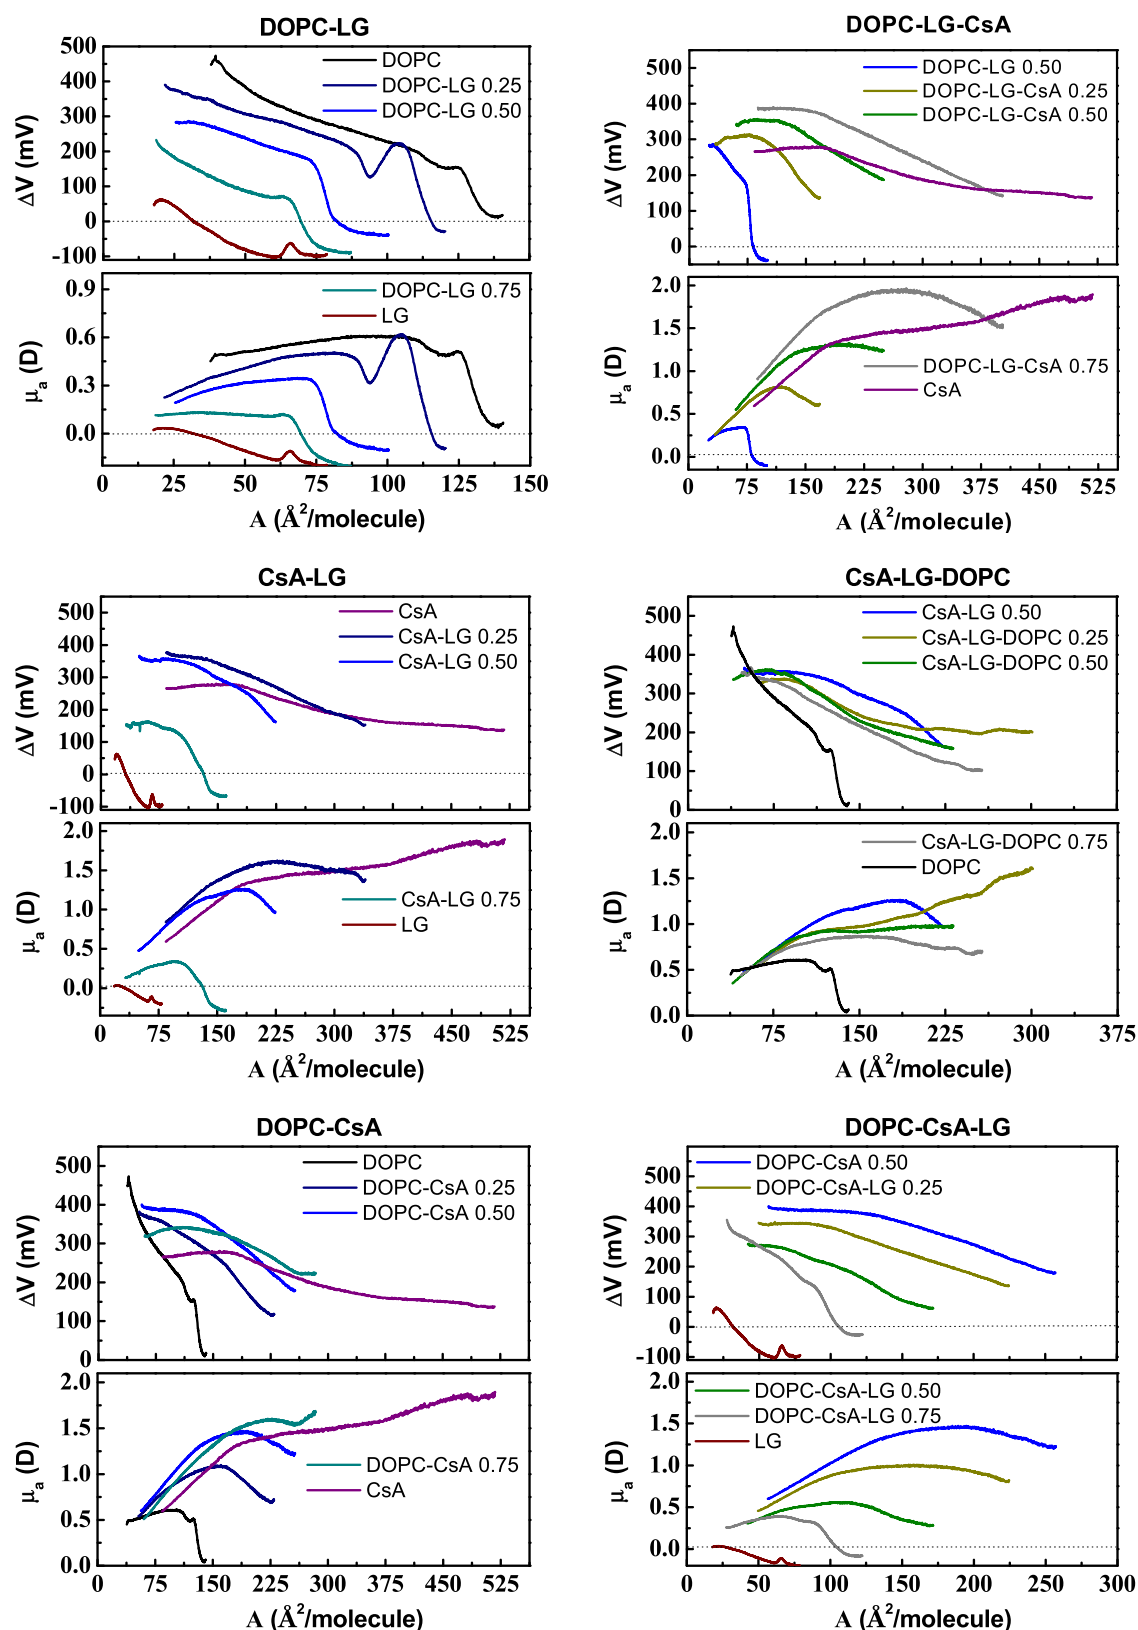 DOPC-LG
500
400
300
200
100
0
-100
ΔV (mV)
DOPC
DOPC-LG 0.25
DOPC-LG 0.50
0.9
0.6
0.3
0.0
μa (D)
DOPC-LG 0.75
LG
0 25 50 75 100 125 150
A (Å²/molecule)
DOPC-LG-CsA
500
400
300
200
100
0
ΔV (mV)
DOPC-LG 0.50
DOPC-LG-CsA 0.25
DOPC-LG-CsA 0.50
2.0
1.5
1.0
0.5
0.0
μa (D)
DOPC-LG-CsA 0.75
CsA
0 75 150 225 300 375 450 525
A (Å²/molecule)
CsA-LG
500
400
300
200
100
0
-100
ΔV (mV)
CsA
CsA-LG 0.25
CsA-LG 0.50
2.0
1.5
1.0
0.5
0.0
μa (D)
CsA-LG 0.75
LG
0 75 150 225 300 375 450 525
A (Å²/molecule)
CsA-LG-DOPC
500
400
300
200
100
0
ΔV (mV)
CsA-LG 0.50
CsA-LG-DOPC 0.25
CsA-LG-DOPC 0.50
2.0
1.5
1.0
0.5
0.0
μa (D)
CsA-LG-DOPC 0.75
DOPC
0 75 150 225 300 375
A (Å²/molecule)
DOPC-CsA
500
400
300
200
100
0
ΔV (mV)
DOPC
DOPC-CsA 0.25
DOPC-CsA 0.50
2.0
1.5
1.0
0.5
0.0
μa (D)
DOPC-CsA 0.75
CsA
0 75 150 225 300 375 450 525
A (Å²/molecule)
DOPC-CsA-LG
500
400
300
200
100
0
-100
ΔV (mV)
DOPC-CsA 0.50
DOPC-CsA-LG 0.25
2.0
1.5
1.0
0.5
0.0
μa (D)
DOPC-CsA-LG 0.50
DOPC-CsA-LG 0.75
LG
0 50 100 150 200 250 300
A (Å²/molecule)